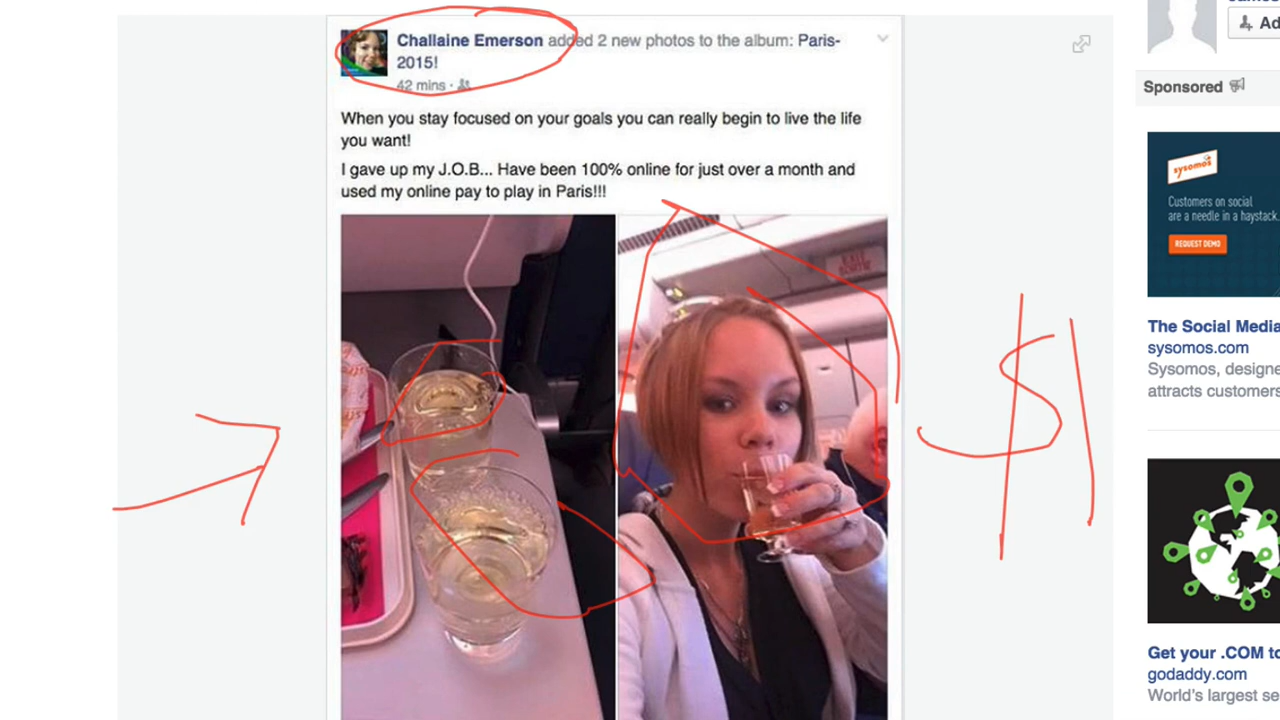 Challaine Emerson added 2 new photos to the album: Paris-
2015!
42 mins ·
When you stay focused on your goals you can really begin to live the life
you want!
I gave up my J.O.B... Have been 100% online for just over a month and
used my online pay to play in Paris!!!
EXIT
$1
Ad
Sponsored
sysomos
Customers on social
are a needle in a haystack.
REQUEST DEMO
The Social Media
sysomos.com
Sysomos, designe
attracts customers
Get your .COM to
godaddy.com
World's largest se